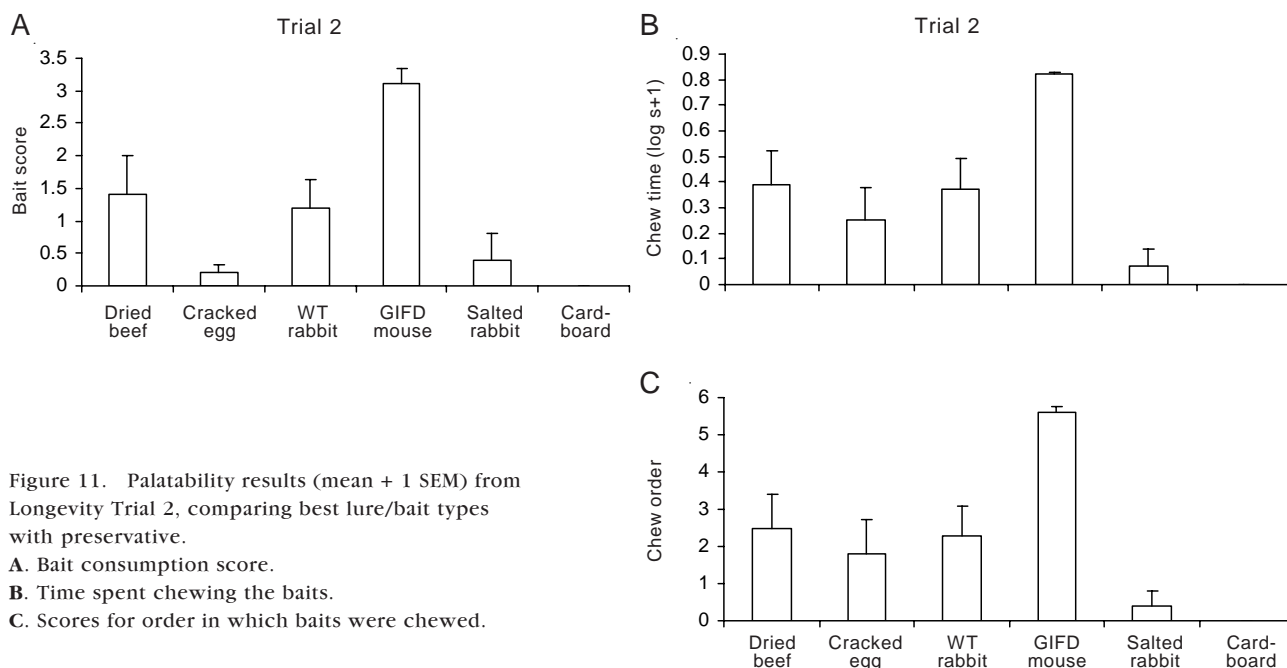 A
Trial 2
3.5
3
2.5
2
1.5
1
0.5
0
Bait score
Dried beef
Cracked egg
WT rabbit
GIFD mouse
Salted rabbit
Card-board
B
Trial 2
0.9
0.8
0.7
0.6
0.5
0.4
0.3
0.2
0.1
0
Chew time (log s+1)
C
6
5
4
3
2
1
0
Chew order
Dried beef
Cracked egg
WT rabbit
GIFD mouse
Salted rabbit
Card-board
Figure 11. Palatability results (mean + 1 SEM) from
Longevity Trial 2, comparing best lure/bait types
with preservative.
A. Bait consumption score.
B. Time spent chewing the baits.
C. Scores for order in which baits were chewed.